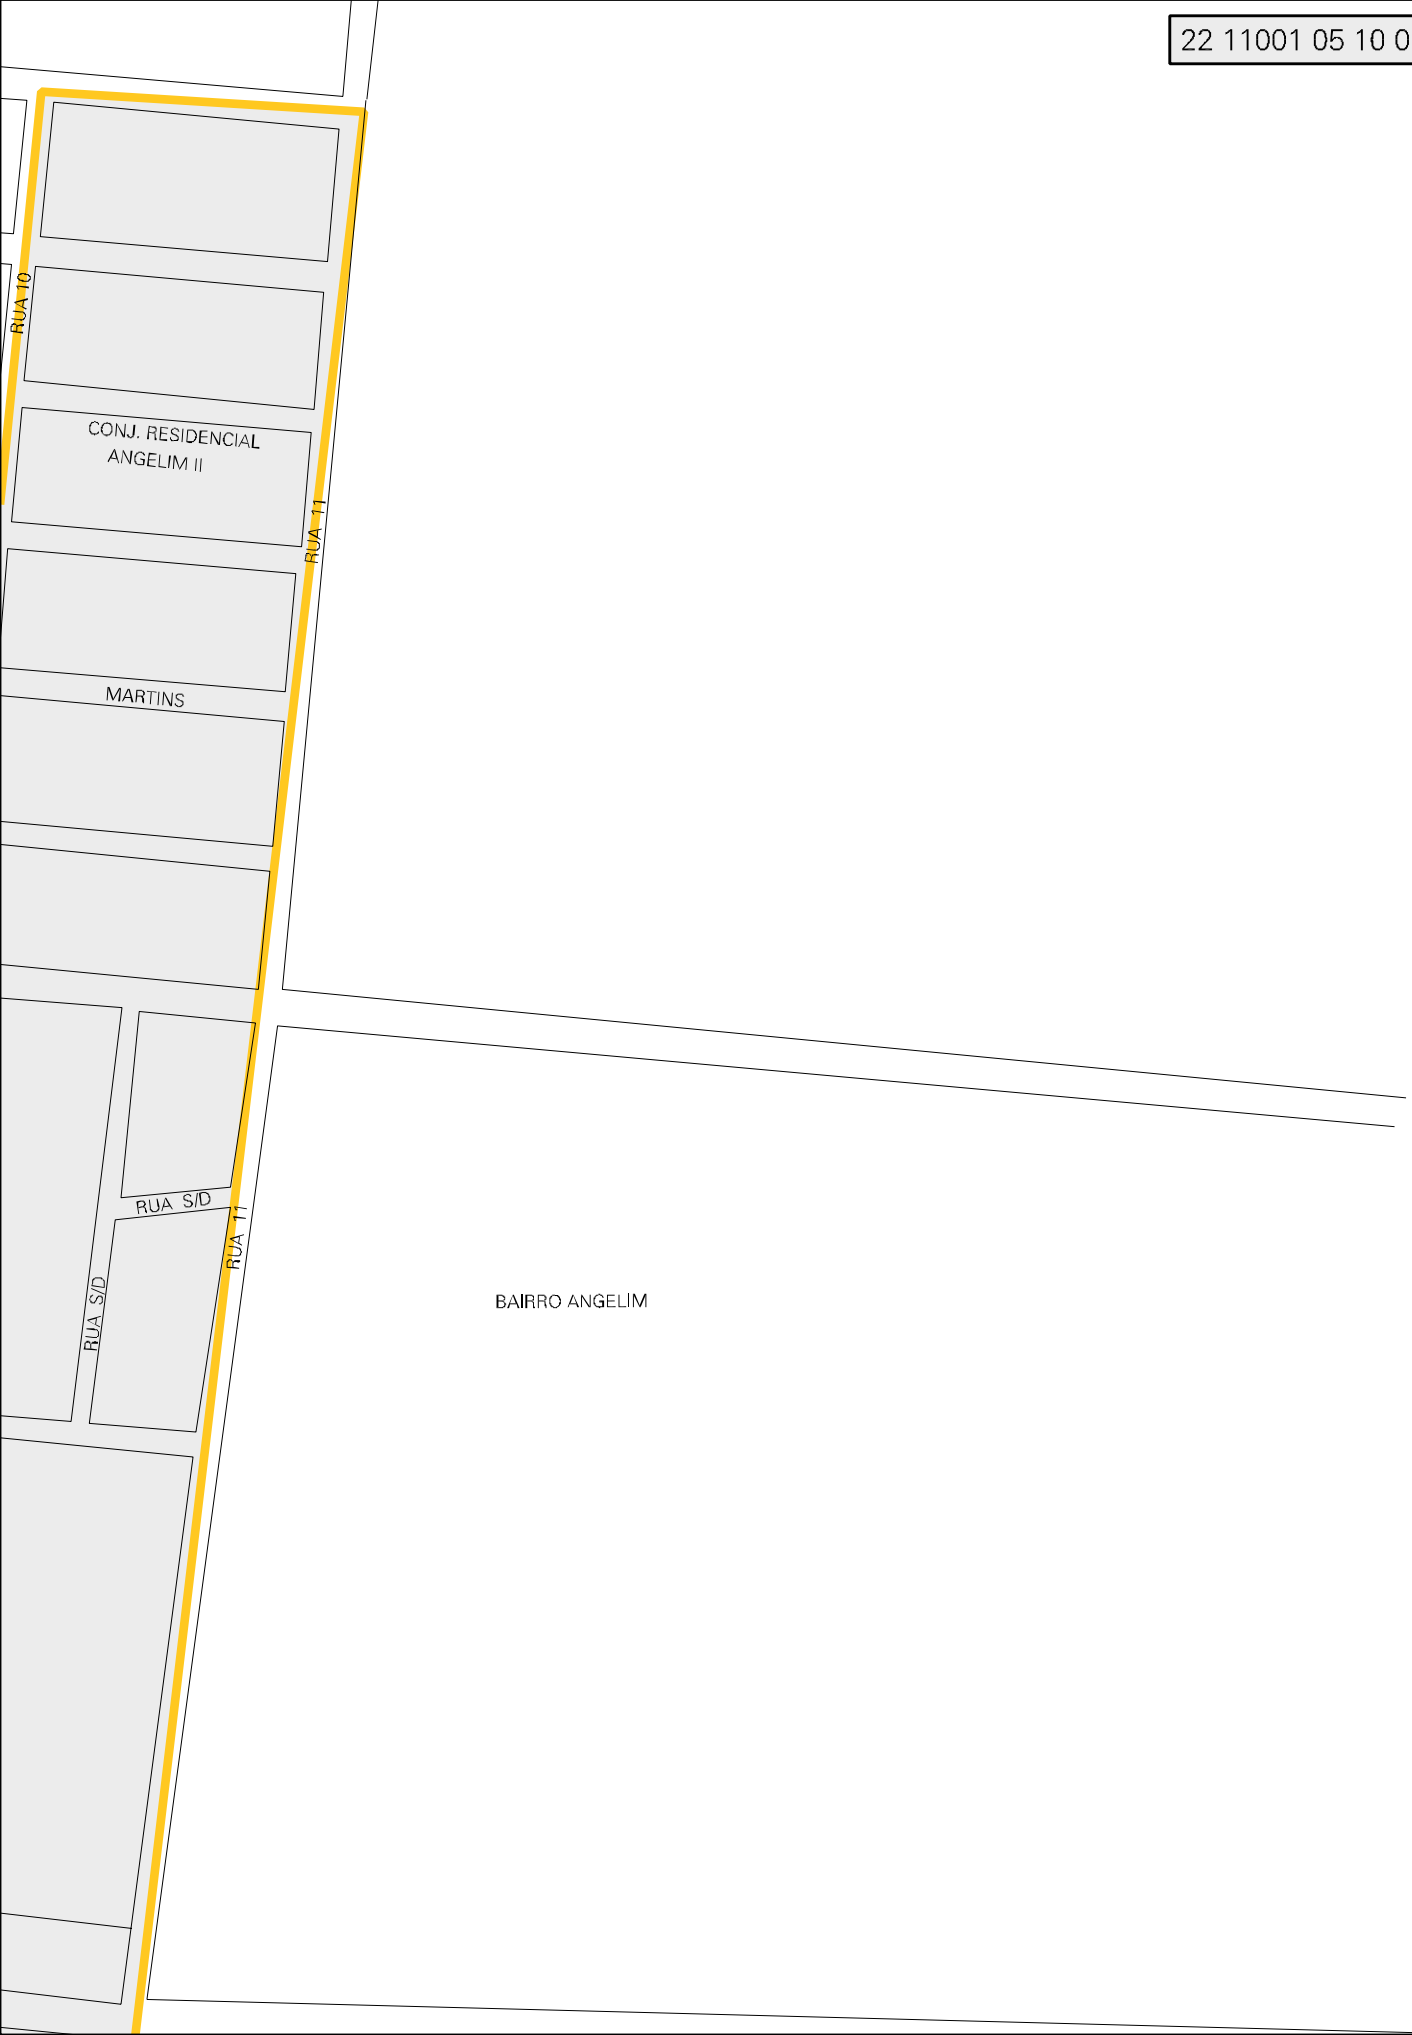 22 11001 05 10 0
RUA 10
CONJ. RESIDENCIAL
ANGELIM II
RUA 11
MARTINS
RUA S/D
RUA 11
RUA S/D
BAIRRO ANGELIM